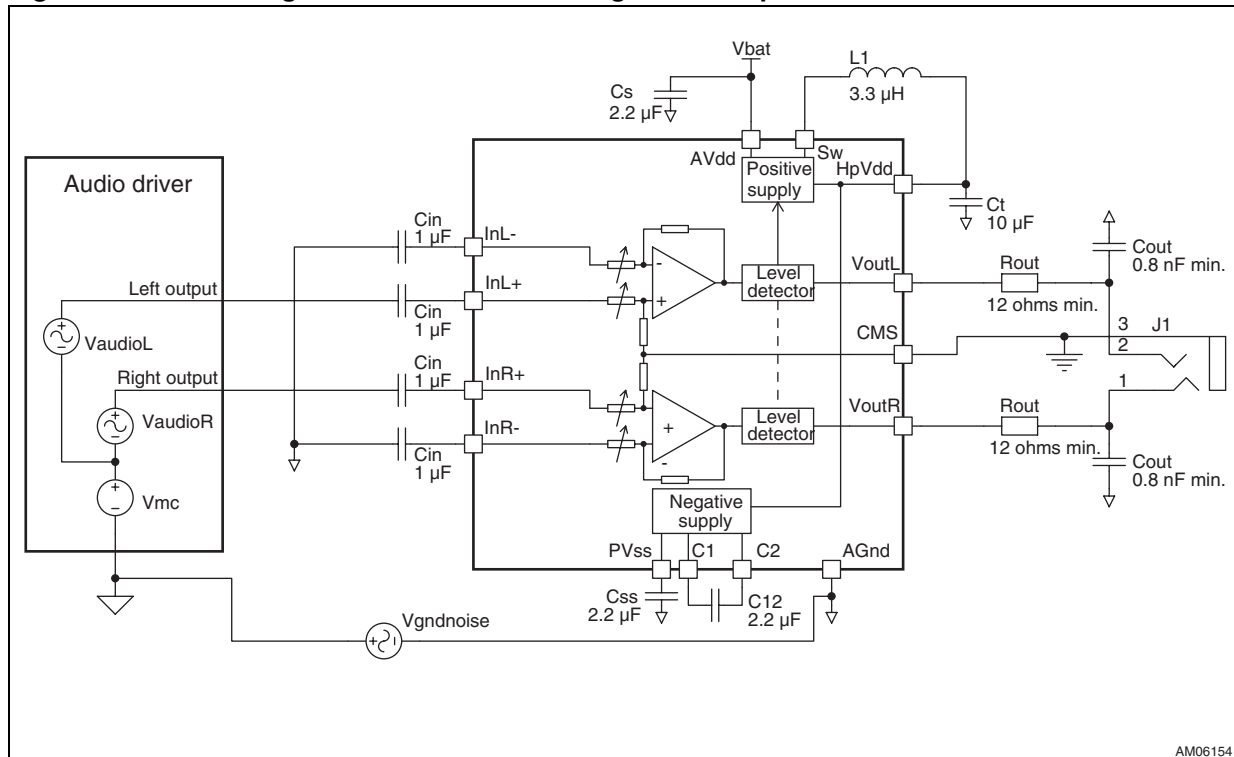 Vbat
L1
3.3 µH
Cs
2.2 µF
AVdd
Sw
Positive
supply
HpVdd
Ct
10 µF
Audio driver
Cin
1 µF
InL-
Left output
InL+
Cin
1 µF
-
+
Level
detector
VoutL
Rout
12 ohms min.
Cout
0.8 nF min.
VaudioL
+
-
CMS
3
J1
2
1
Right output
Cin
1 µF
InR+
VaudioR
+
-
InR-
Cin
1 µF
+
-
Level
detector
VoutR
Rout
12 ohms min.
Cout
0.8 nF min.
Vmc
+
-
Negative
supply
PVss
C1
C2
AGnd
Css
2.2 µF
C12
2.2 µF
Vgndnoise
+
-
AM06154